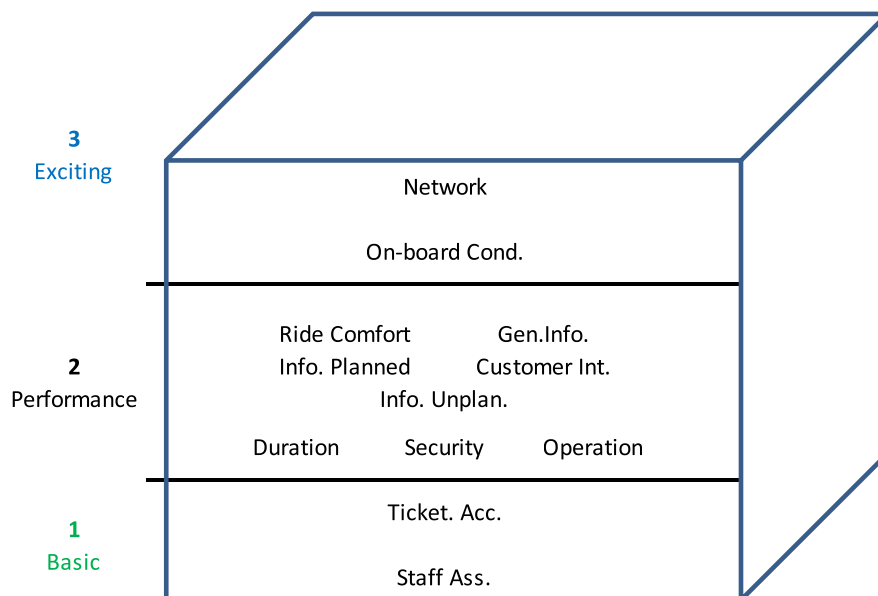 3
Exciting
Network
On-board Cond.
Ride Comfort Gen.Info.
2 Info. Planned Customer Int.
Performance Info. Unplan.
Duration Security Operation
Ticket. Acc.
1
Basic
Staff Ass.